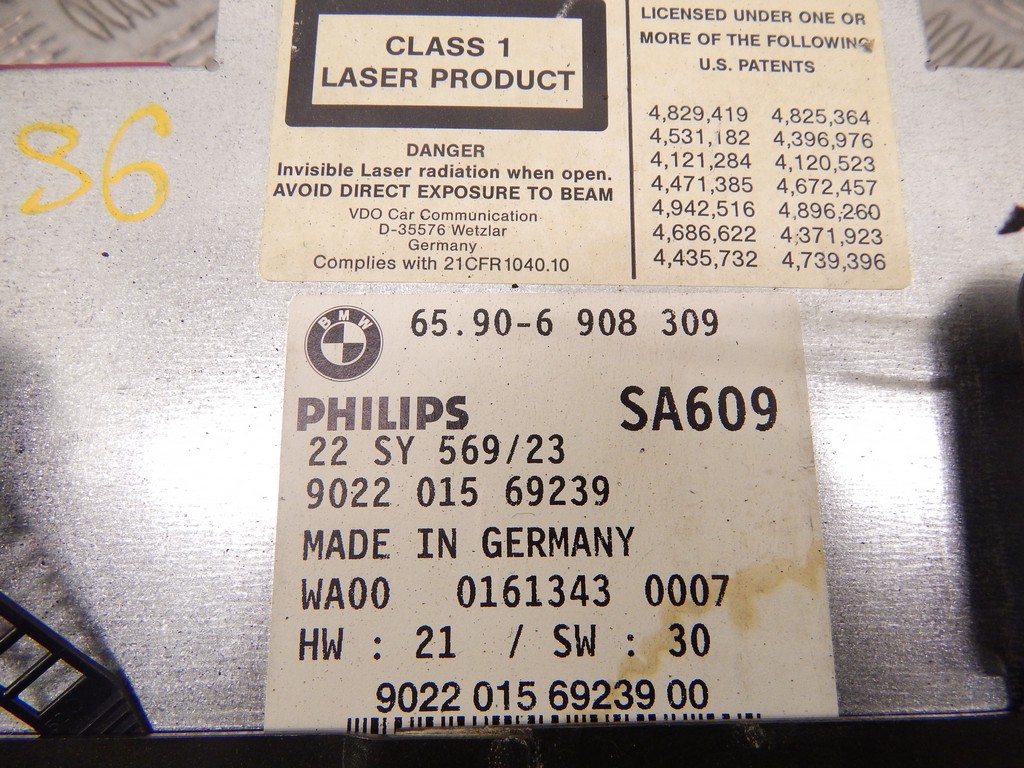 S6
CLASS 1
LASER PRODUCT
DANGER
Invisible Laser radiation when open.
AVOID DIRECT EXPOSURE TO BEAM
VDO Car Communication
D-35576 Wetzlar
Germany
Complies with 21CFR1040.10
LICENSED UNDER ONE OR
MORE OF THE FOLLOWING
U.S. PATENTS
4,829,419 4,825,364
4,531,182 4,396,976
4,121,284 4,120,523
4,471,385 4,672,457
4,942,516 4,896,260
4,686,622 4,371,923
4,435,732 4,739,396
BMW
65.90-6 908 309
PHILIPS SA609
22 SY 569/23
9022 015 69239
MADE IN GERMANY
WA00 0161343 0007
HW : 21 / SW : 30
9022 015 69239 00